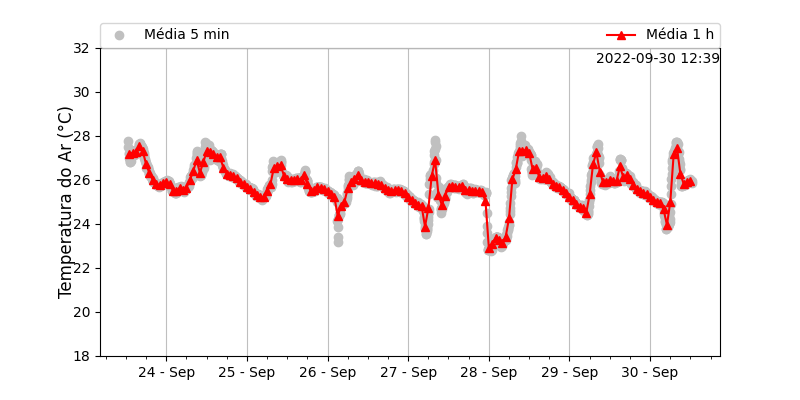 Média 5 min
Média 1 h
2022-09-30 12:39
Temperatura do Ar (°C)
32
30
28
26
24
22
20
18
24 - Sep
25 - Sep
26 - Sep
27 - Sep
28 - Sep
29 - Sep
30 - Sep